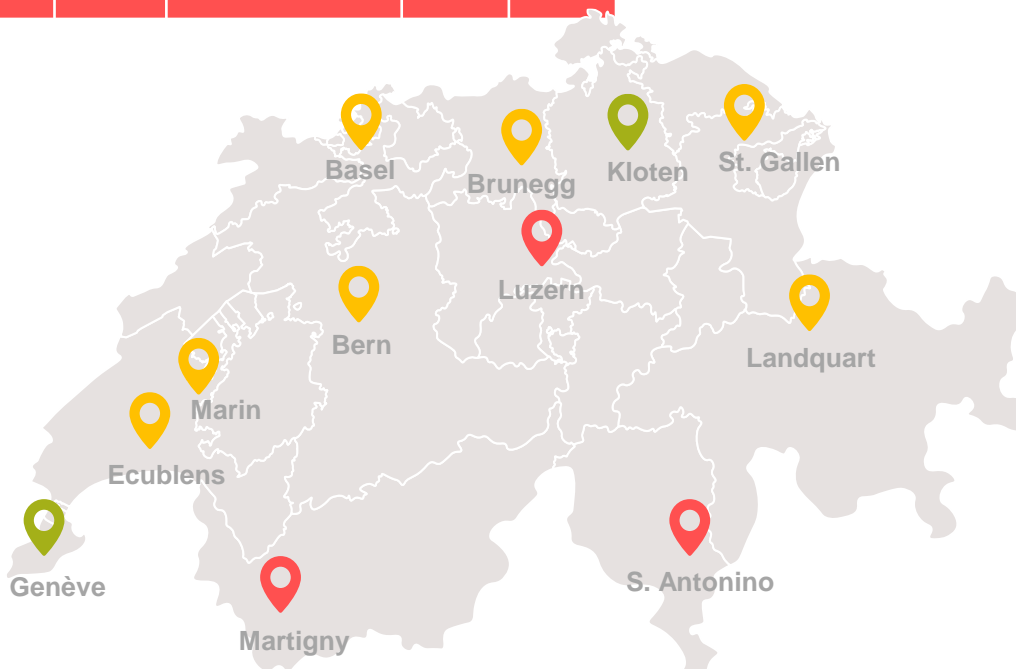 Basel
Brunegg
Kloten
St. Gallen
Luzern
Bern
Landquart
Marin
Ecublens
Genève
S. Antonino
Martigny